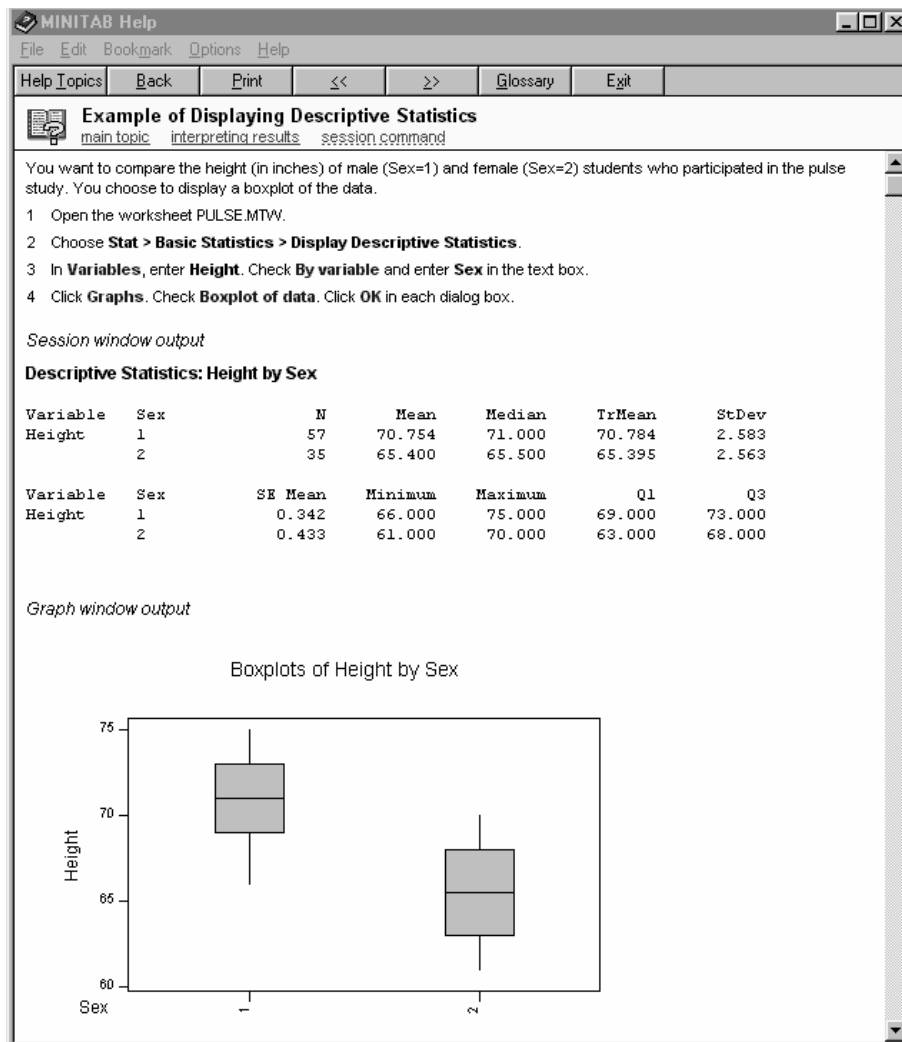 MINITAB Help
File Edit Bookmark Options Help
Help Topics Back Print << >> Glossary Exit
Example of Displaying Descriptive Statistics
main topic interpreting results session command
You want to compare the height (in inches) of male (Sex=1) and female (Sex=2) students who participated in the pulse
study. You choose to display a boxplot of the data.
1 Open the worksheet PULSE.MTW.
2 Choose Stat > Basic Statistics > Display Descriptive Statistics.
3 In Variables, enter Height. Check By variable and enter Sex in the text box.
4 Click Graphs. Check Boxplot of data. Click OK in each dialog box.
Session window output
Descriptive Statistics: Height by Sex
Variable Sex N Mean Median TrMean StDev
Height 1 57 70.754 71.000 70.784 2.583
2 35 65.400 65.500 65.395 2.563
Variable Sex SE Mean Minimum Maximum Q1 Q3
Height 1 0.342 66.000 75.000 69.000 73.000
2 0.433 61.000 70.000 63.000 68.000
Graph window output
Boxplots of Height by Sex
75
70
Height
65
60
Sex
1 2